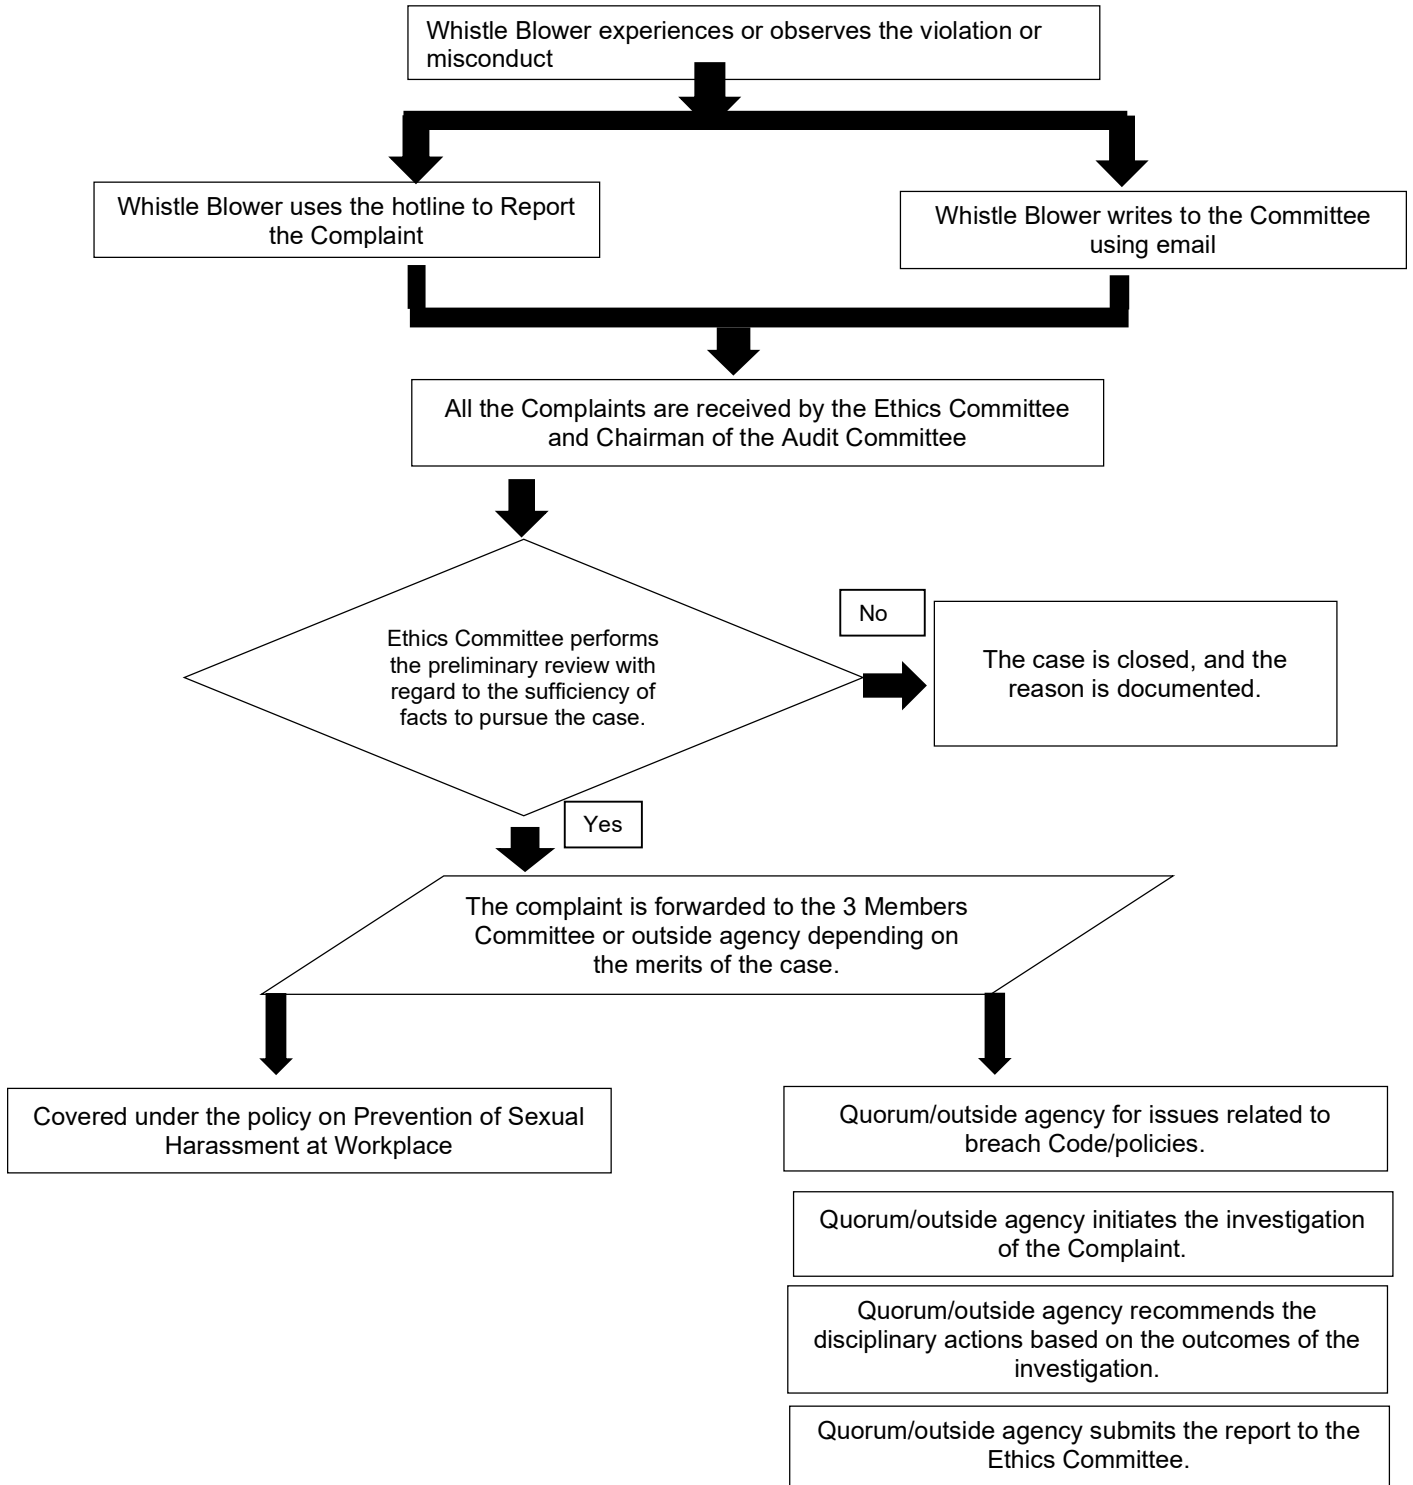 Whistle Blower experiences or observes the violation or
misconduct
Whistle Blower uses the hotline to Report
the Complaint
Whistle Blower writes to the Committee
using email
All the Complaints are received by the Ethics Committee
and Chairman of the Audit Committee
Ethics Committee performs
the preliminary review with
regard to the sufficiency of
facts to pursue the case.
No
The case is closed, and the
reason is documented.
Yes
The complaint is forwarded to the 3 Members
Committee or outside agency depending on
the merits of the case.
Covered under the policy on Prevention of Sexual
Harassment at Workplace
Quorum/outside agency for issues related to
breach Code/policies.
Quorum/outside agency initiates the investigation
of the Complaint.
Quorum/outside agency recommends the
disciplinary actions based on the outcomes of the
investigation.
Quorum/outside agency submits the report to the
Ethics Committee.